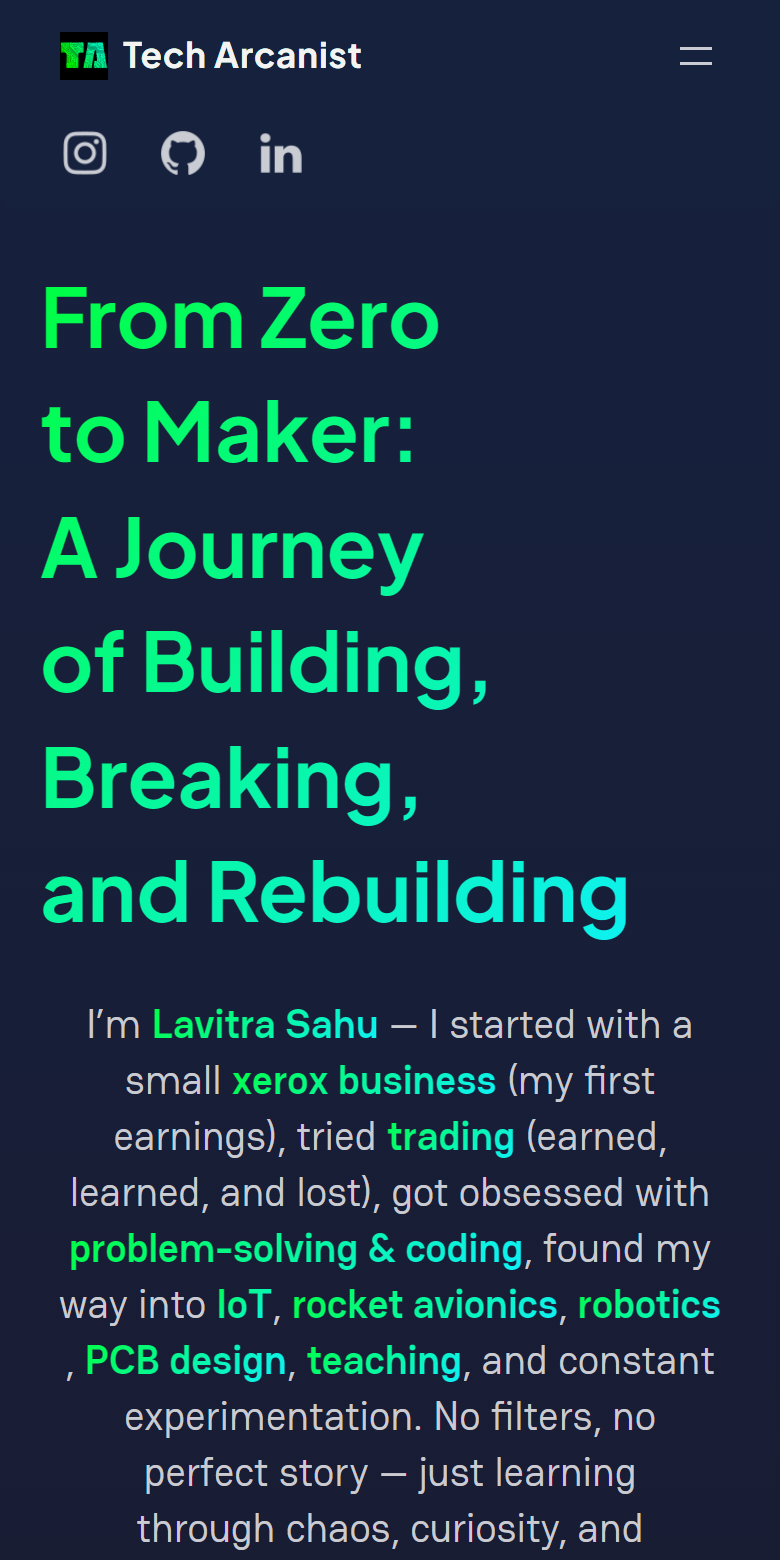 TA Tech Arcanist
in
From Zero
to Maker:
A Journey
of Building,
Breaking,
and Rebuilding
I’m Lavitra Sahu — I started with a
small xerox business (my first
earnings), tried trading (earned,
learned, and lost), got obsessed with
problem-solving & coding, found my
way into IoT, rocket avionics, robotics
, PCB design, teaching, and constant
experimentation. No filters, no
perfect story — just learning
through chaos, curiosity, and